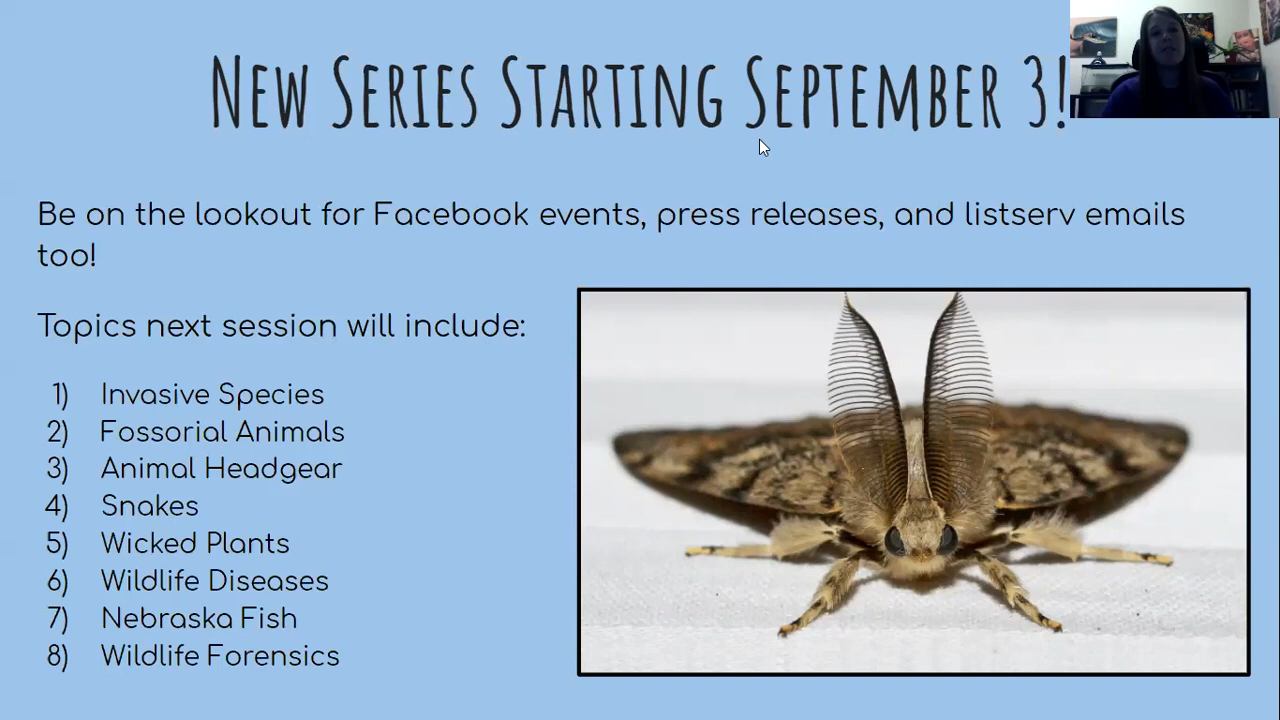 New Series Starting September 3!
Be on the lookout for Facebook events, press releases, and listserv emails
too!
Topics next session will include:
1) Invasive Species
2) Fossorial Animals
3) Animal Headgear
4) Snakes
5) Wicked Plants
6) Wildlife Diseases
7) Nebraska Fish
8) Wildlife Forensics